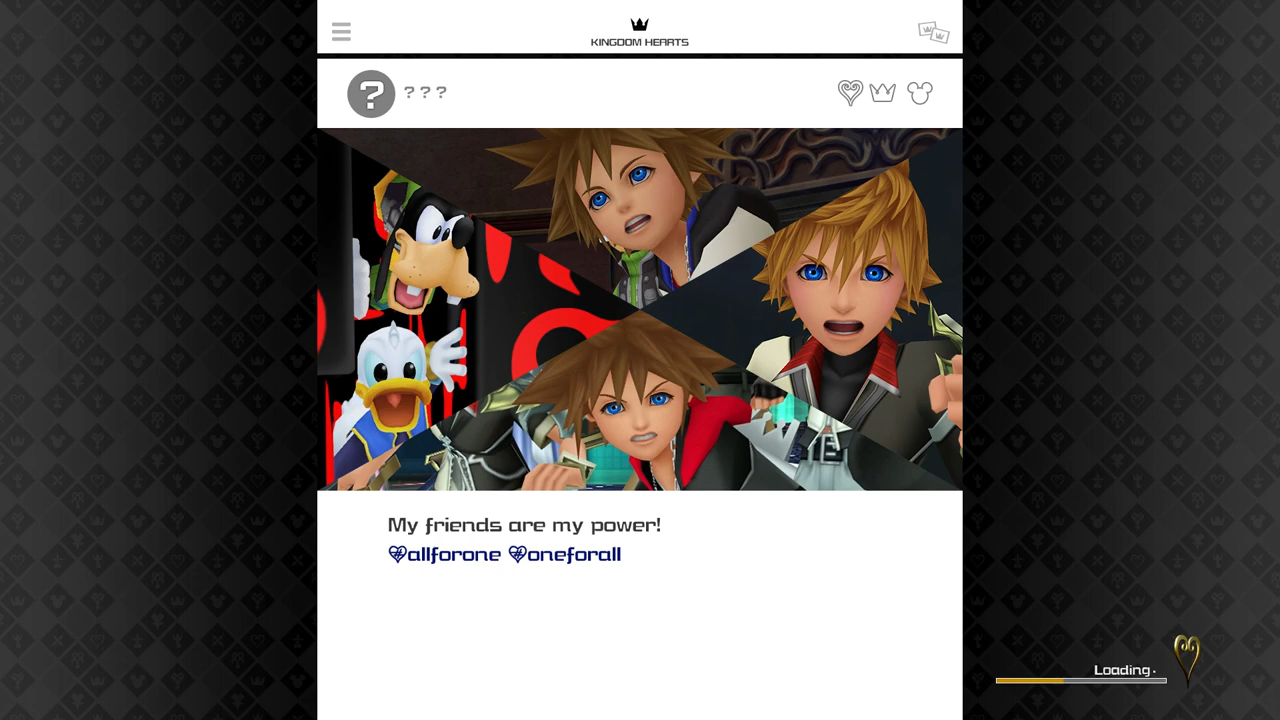 KINGDOM HEARTS
?
? ? ?
My friends are my power!
#allforone #oneforall
Loading.